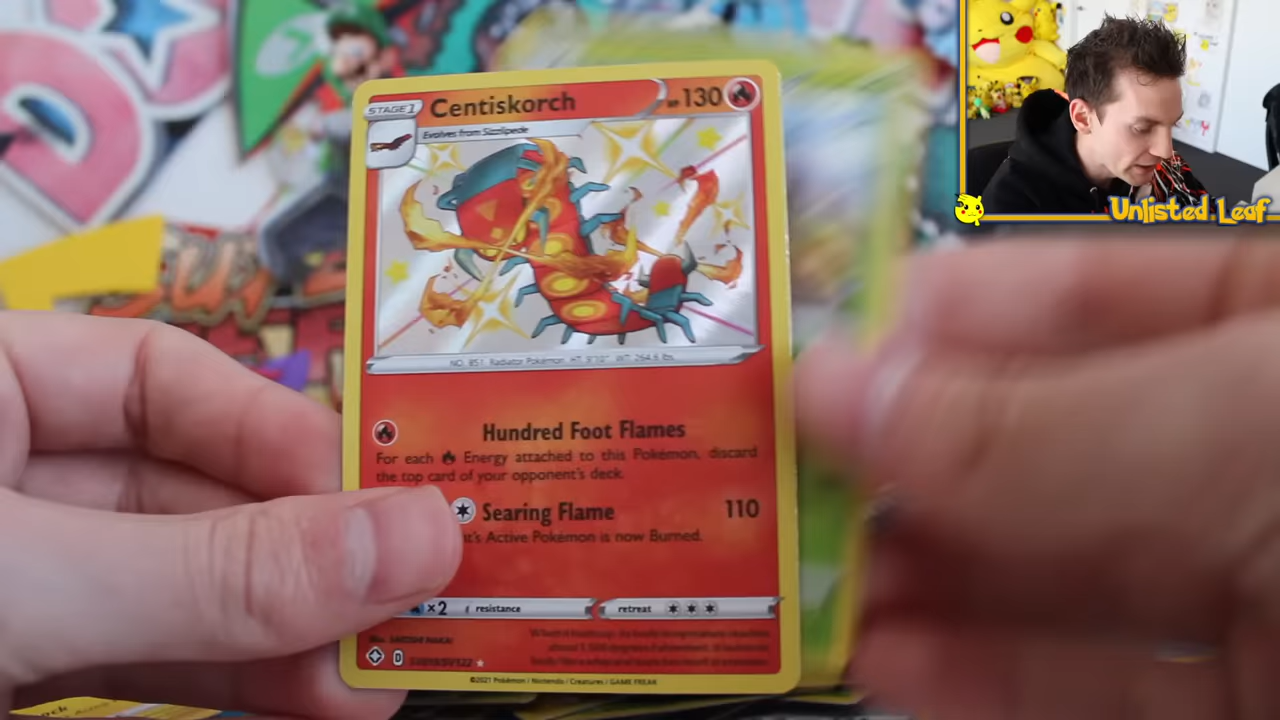 STAGE 1
Centiskorch
HP 130
Evolves from Sizzlipede
NO. 851 Radiator Pokémon HT: 9'10" WT: 264.6 lbs.
Hundred Foot Flames
For each Energy attached to this Pokémon, discard
the top card of your opponent's deck.
Searing Flame 110
Active Pokémon is now Burned.
×2 resistance retreat
D
©2021 Pokémon / Nintendo / Creatures / GAME FREAK
Unlisted Leaf